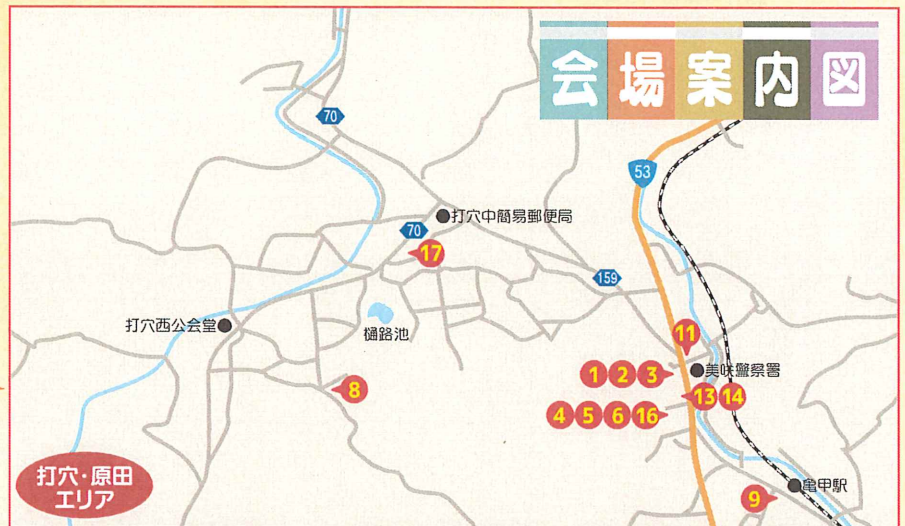 会場案内図
70
53
打穴中簡易郵便局
70
17
159
打穴西公会堂
樋路池
11
1 2 3
美咲警察署
8
13 14
4 5 6 16
打穴・原田
エリア
亀甲駅
9